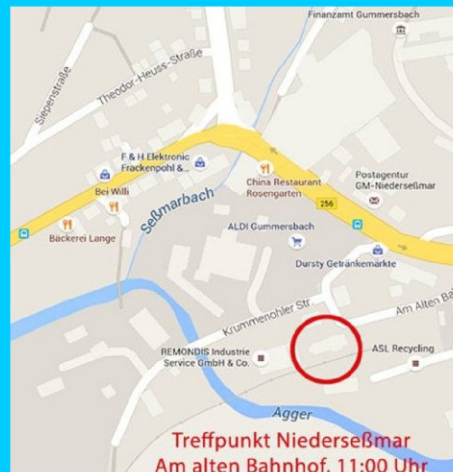 Finanzamt Gummersbach
Siepenstraße
Theodor-Heuss-Straße
F & H Elektronic
Frackenpohl &...
Bei Willi
Seßmarbach
China Restaurant
Rosengarten
Postagentur
GM-Niederseßmar
256
Bäckerei Lange
ALDI Gummersbach
Dursty Getränkemärkte
Krummenohler Str.
Am Alten Bah
REMONDIS Industrie
Service GmbH & Co.
ASL Recycling
Agger
Treffpunkt Niederseßmar
Am alten Bahnhof, 11:00 Uhr